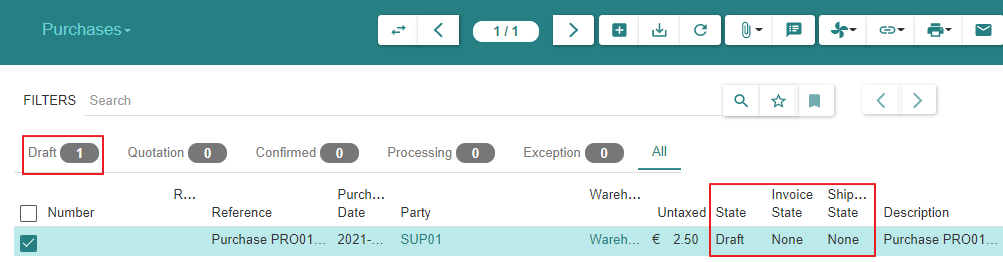 Purchases
1 / 1
FILTERS Search
Draft 1 Quotation 0 Confirmed 0 Processing 0 Exception 0 All
R... Purch... Wareh... Invoice Ship...
Number Reference Date Party Untaxed State State State Description
Purchase PRO01... 2021-... SUP01 Wareh... € 2.50 Draft None None Purchase PRO01...